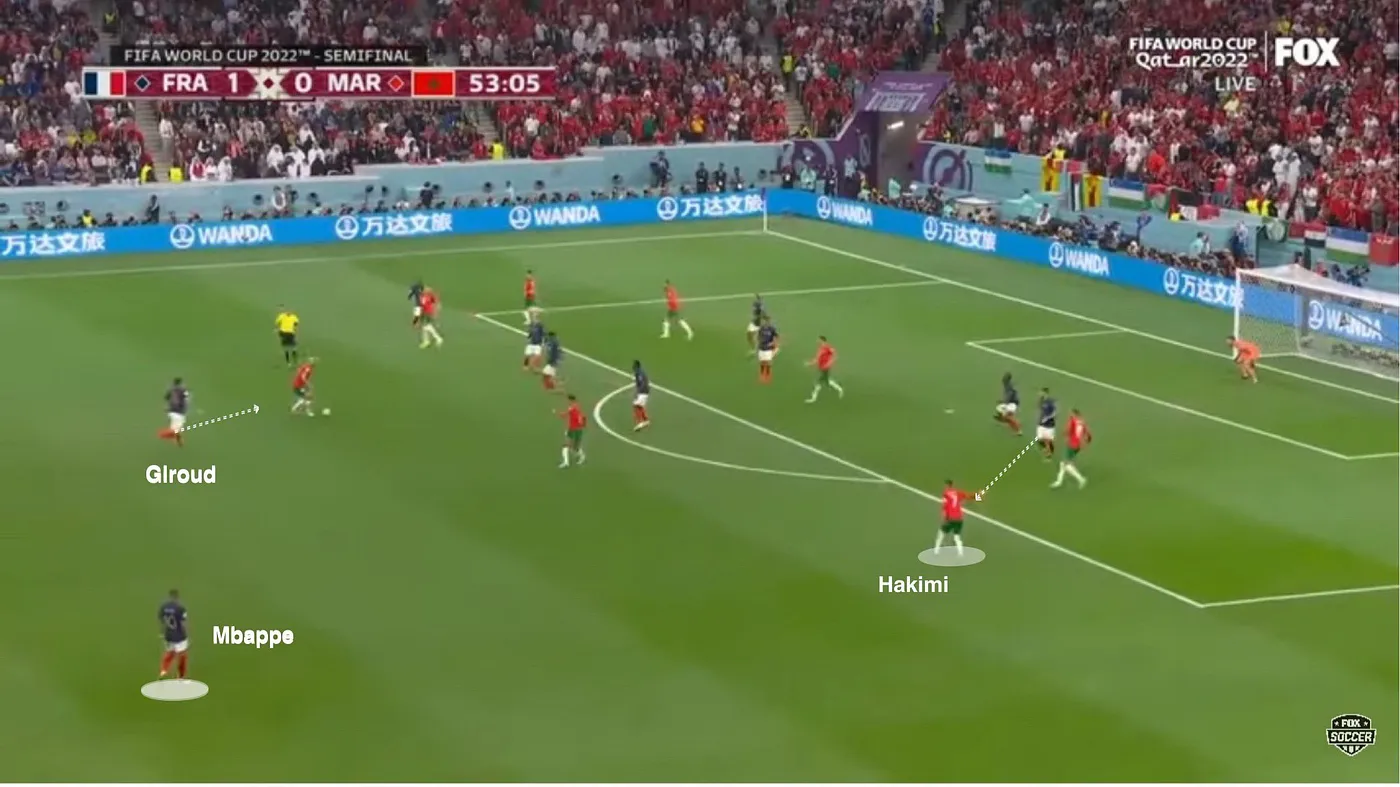 FIFA WORLD CUP 2022™ - SEMIFINAL
FRA 1 0 MAR 53:05
FIFA WORLD CUP
Qatar2022™
FOX
LIVE
万达文旅 WANDA 万达文旅 WANDA 万达文旅 WANDA 万达文旅 WANDA 万达文旅
WANDA
GIroud
Hakimi
Mbappe
FOX
SOCCER